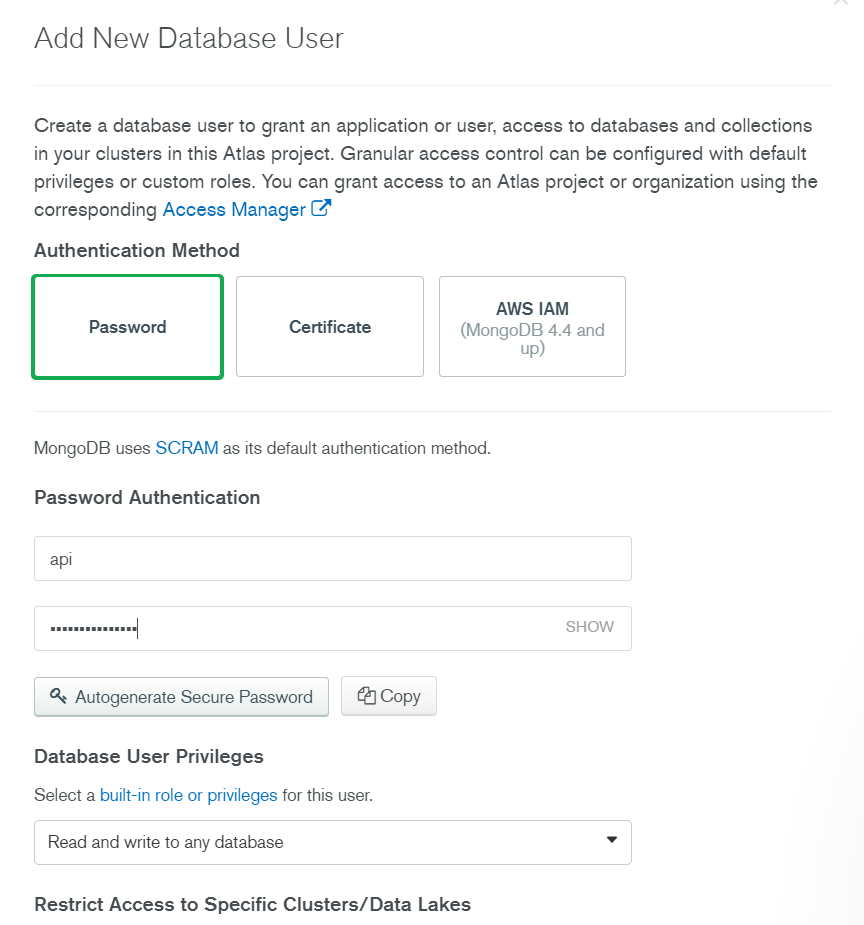 Add New Database User
Create a database user to grant an application or user, access to databases and collections
in your clusters in this Atlas project. Granular access control can be configured with default
privileges or custom roles. You can grant access to an Atlas project or organization using the
corresponding Access Manager
Authentication Method
Password
Certificate
AWS IAM
(MongoDB 4.4 and
up)
MongoDB uses SCRAM as its default authentication method.
Password Authentication
api
•••••••••••••••
SHOW
Autogenerate Secure Password
Copy
Database User Privileges
Select a built-in role or privileges for this user.
Read and write to any database
Restrict Access to Specific Clusters/Data Lakes